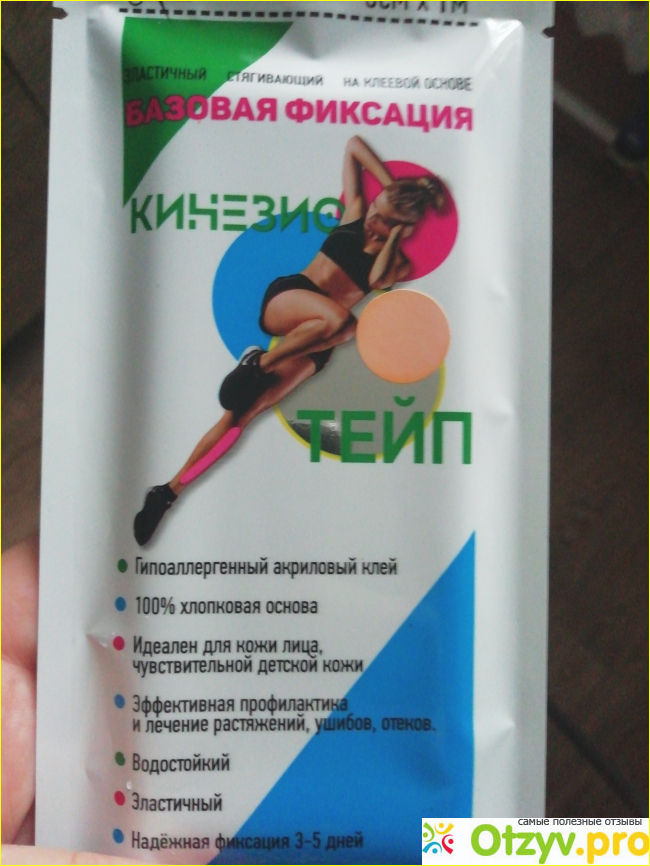 5СМ X 1М
ЭЛАСТИЧНЫЙ СТЯГИВАЮЩИЙ НА КЛЕЕВОЙ ОСНОВЕ
БАЗОВАЯ ФИКСАЦИЯ
КИНЕЗИО
ТЕЙП
Гипоаллергенный акриловый клей
100% хлопковая основа
Идеален для кожи лица,
чувствительной детской кожи
Эффективная профилактика
и лечение растяжений, ушибов, отеков.
Водостойкий
Эластичный
Надёжная фиксация 3-5 дней
самые полезные отзывы
Otzyv.pro